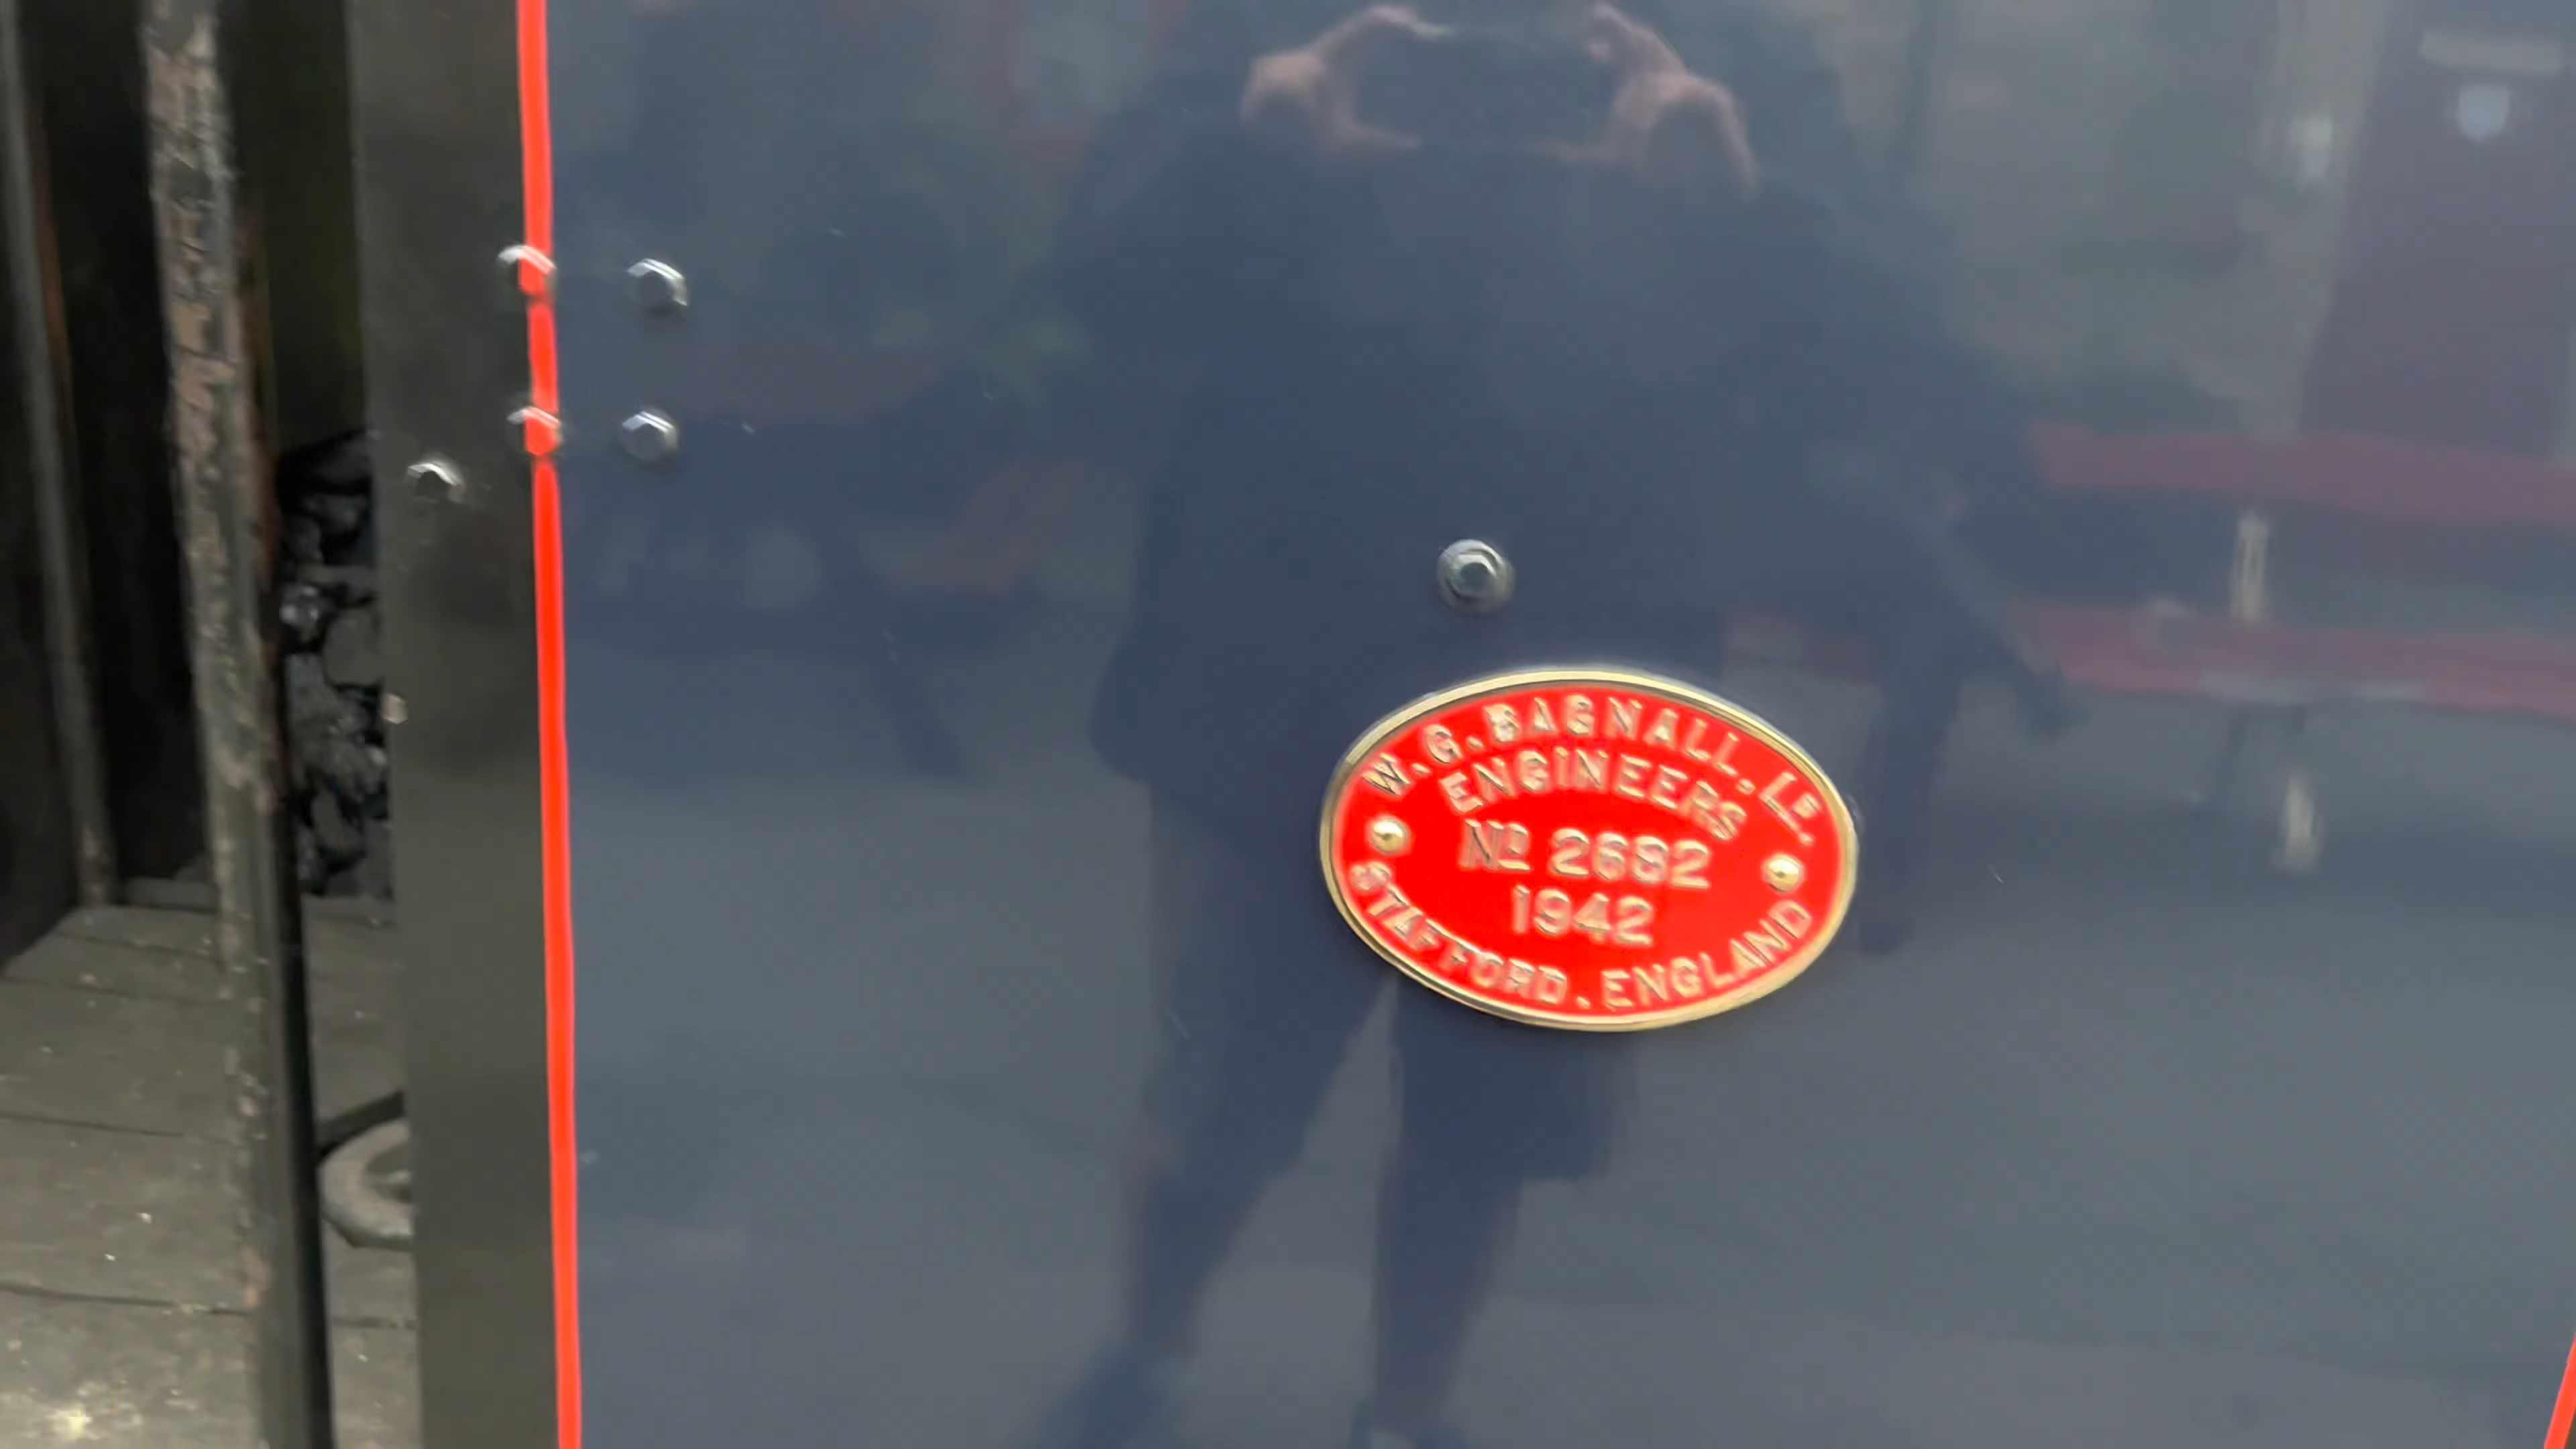 W.G. BAGNALL. LD.
ENGINEERS
No 2682
1942
STAFFORD. ENGLAND